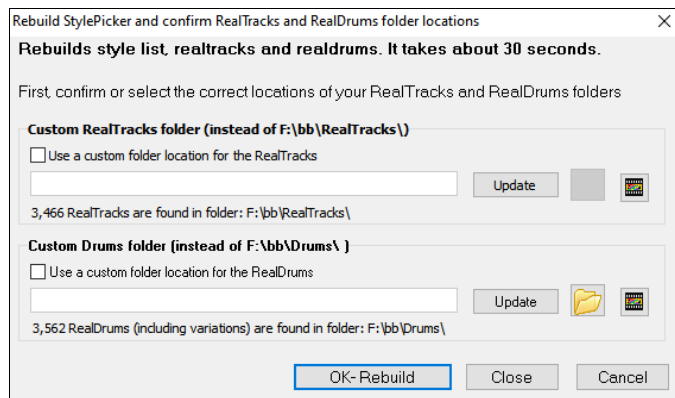 Rebuild StylePicker and confirm RealTracks and RealDrums folder locations
Rebuilds style list, realtracks and realdrums. It takes about 30 seconds.
First, confirm or select the correct locations of your RealTracks and RealDrums folders
Custom RealTracks folder (instead of F:\bb\RealTracks\)
Use a custom folder location for the RealTracks
Update
3,466 RealTracks are found in folder: F:\bb\RealTracks\
Custom Drums folder (instead of F:\bb\Drums\ )
Use a custom folder location for the RealDrums
Update
3,562 RealDrums (including variations) are found in folder: F:\bb\Drums\
OK- Rebuild Close Cancel